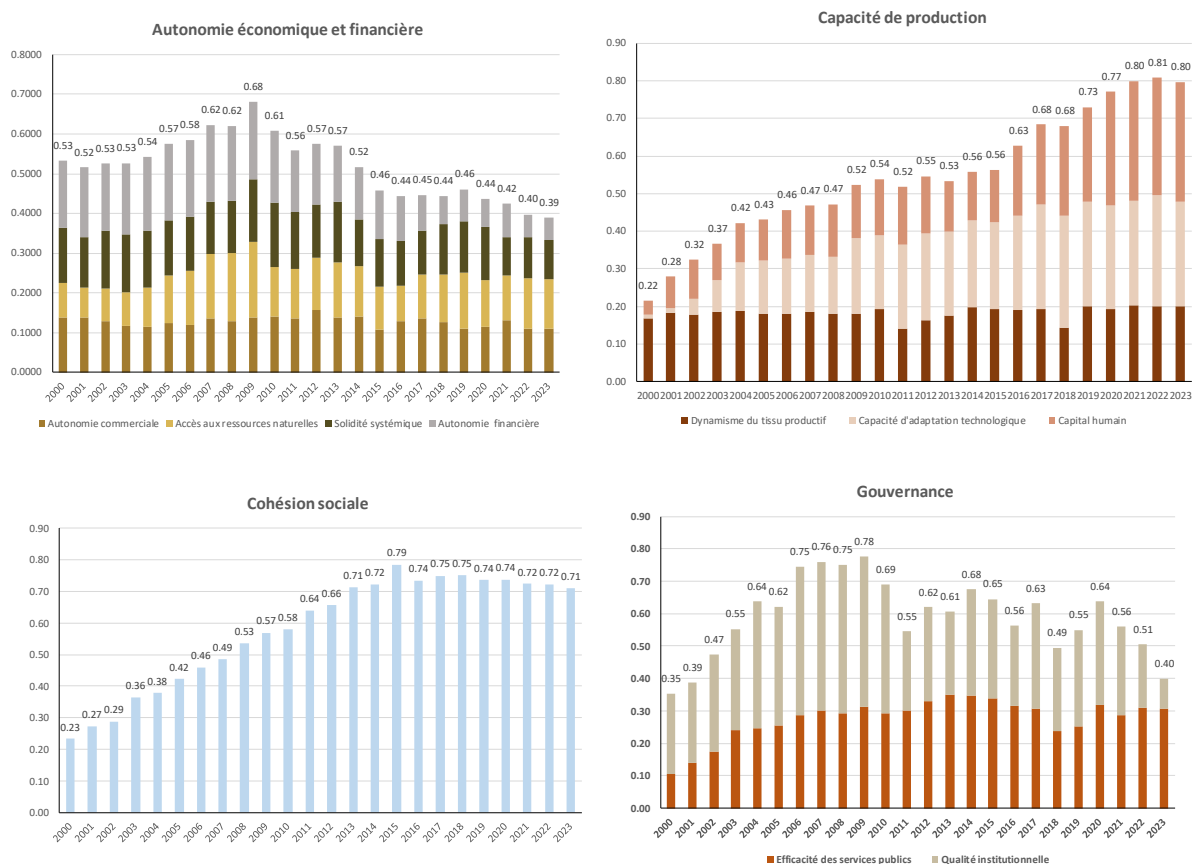 Autonomie économique et financière
0.8000
0.7000
0.6000
0.5000
0.4000
0.3000
0.2000
0.1000
0.0000
0.53 0.52 0.53 0.53 0.54 0.57 0.58 0.62 0.62 0.68 0.61 0.56 0.57 0.57 0.52 0.46 0.44 0.45 0.44 0.46 0.44 0.42 0.40 0.39
2000 2001 2002 2003 2004 2005 2006 2007 2008 2009 2010 2011 2012 2013 2014 2015 2016 2017 2018 2019 2020 2021 2022 2023
Autonomie commerciale Accès aux ressources naturelles Solidité systémique Autonomie financière
Capacité de production
0.90
0.80
0.70
0.60
0.50
0.40
0.30
0.20
0.10
0.00
0.22 0.28 0.32 0.37 0.42 0.43 0.46 0.47 0.47 0.52 0.54 0.52 0.55 0.53 0.56 0.56 0.63 0.68 0.68 0.73 0.77 0.80 0.81 0.80
2000 2001 2002 2003 2004 2005 2006 2007 2008 2009 2010 2011 2012 2013 2014 2015 2016 2017 2018 2019 2020 2021 2022 2023
Dynamisme du tissu productif Capacité d'adaptation technologique Capital humain
Cohésion sociale
0.90
0.80
0.70
0.60
0.50
0.40
0.30
0.20
0.10
0.00
0.23 0.27 0.29 0.36 0.38 0.42 0.46 0.49 0.53 0.57 0.58 0.64 0.66 0.71 0.72 0.79 0.74 0.75 0.75 0.74 0.74 0.72 0.72 0.71
2000 2001 2002 2003 2004 2005 2006 2007 2008 2009 2010 2011 2012 2013 2014 2015 2016 2017 2018 2019 2020 2021 2022 2023
Gouvernance
0.90
0.80
0.70
0.60
0.50
0.40
0.30
0.20
0.10
0.00
0.35 0.39 0.47 0.55 0.64 0.62 0.75 0.76 0.75 0.78 0.69 0.55 0.62 0.61 0.68 0.65 0.56 0.63 0.49 0.55 0.64 0.56 0.51 0.40
2000 2001 2002 2003 2004 2005 2006 2007 2008 2009 2010 2011 2012 2013 2014 2015 2016 2017 2018 2019 2020 2021 2022 2023
Efficacité des services publics Qualité institutionnelle